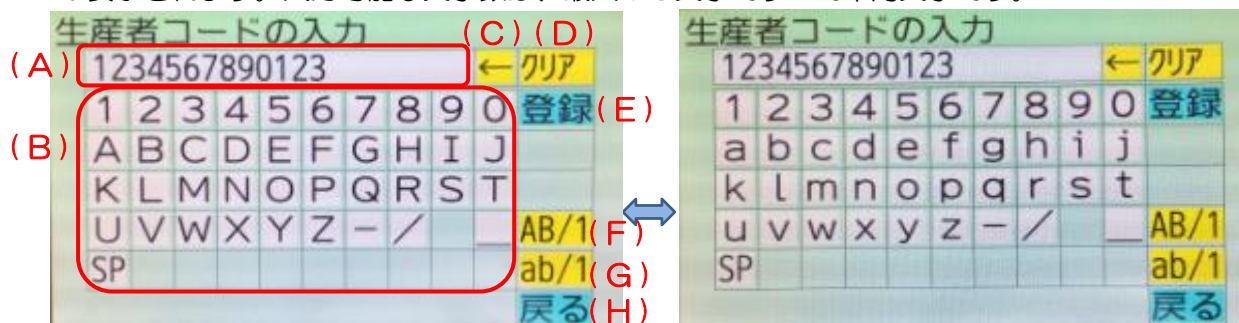 生産者コードの入力 (C)(D)
(A) 1234567890123 ← クリア
1 2 3 4 5 6 7 8 9 0 登録 (E)
(B) A B C D E F G H I J
K L M N O P Q R S T
U V W X Y Z - / _ AB/1 (F)
SP ab/1 (G)
戻る (H)
生産者コードの入力
1234567890123 ← クリア
1 2 3 4 5 6 7 8 9 0 登録
a b c d e f g h i j
k l m n o p q r s t
u v w x y z - / _ AB/1
SP ab/1
戻る